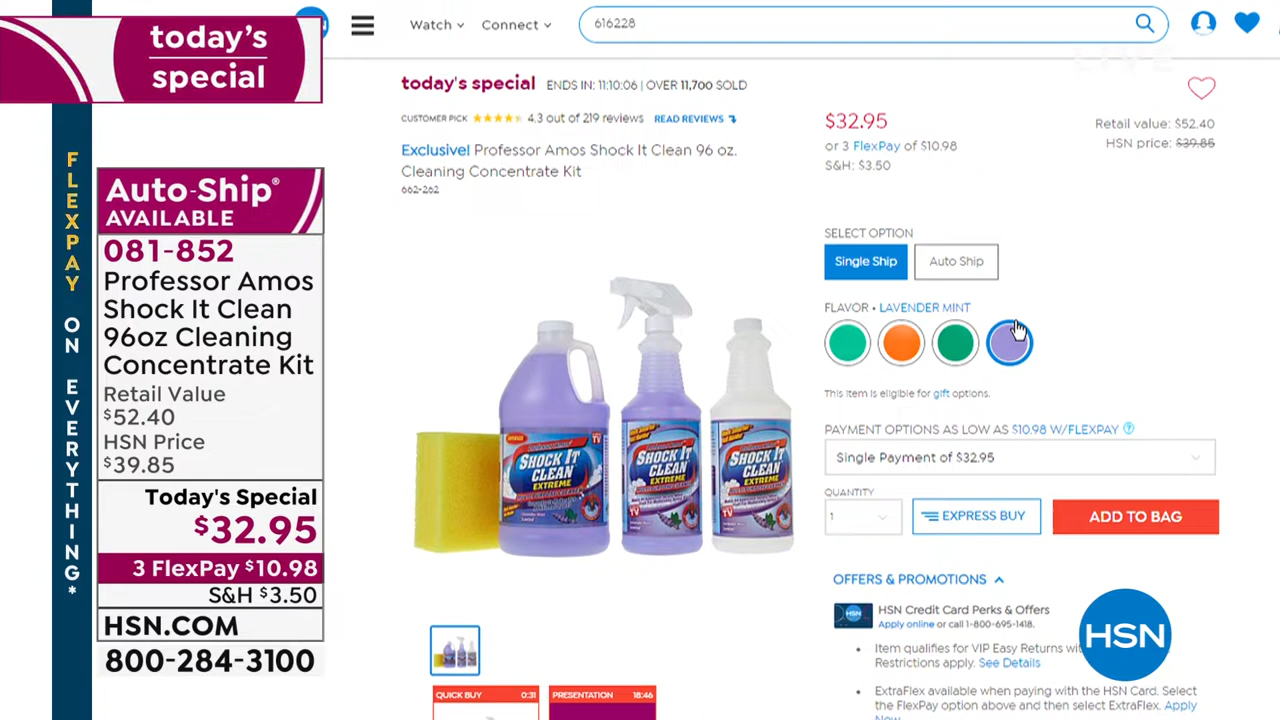 today's
special
FLEXPAY ON EVERYTHING*
Auto-Ship®
AVAILABLE
081-852
Professor Amos
Shock It Clean
96oz Cleaning
Concentrate Kit
Retail Value
$52.40
HSN Price
$39.85
Today's Special
$32.95
3 FlexPay $10.98
S&H $3.50
HSN.COM
800-284-3100
Watch
Connect
616228
LIVE
today's special ENDS IN: 11:10:06 | OVER 11,700 SOLD
CUSTOMER PICK 4.3 out of 219 reviews READ REVIEWS
Exclusive! Professor Amos Shock It Clean 96 oz.
Cleaning Concentrate Kit
662-262
$32.95
or 3 FlexPay of $10.98
S&H: $3.50
Retail value: $52.40
HSN price: $39.85
SELECT OPTION
Single Ship
Auto Ship
FLAVOR • LAVENDER MINT
This item is eligible for gift options.
PAYMENT OPTIONS AS LOW AS $10.98 W/FLEXPAY ?
Single Payment of $32.95
QUANTITY
1
EXPRESS BUY
ADD TO BAG
OFFERS & PROMOTIONS
HSN
HSN Credit Card Perks & Offers
Apply online or call 1-800-695-1418.
• Item qualifies for VIP Easy Returns
Restrictions apply. See Details
• ExtraFlex available when paying with the HSN Card. Select
the FlexPay option above and then select ExtraFlex. Apply
Now
HSN
SHOCK IT
CLEAN
EXTREME
SHOCK IT
CLEAN
EXTREME
SHOCK IT
CLEAN
EXTREME
QUICK BUY 0:31
PRESENTATION 18:46